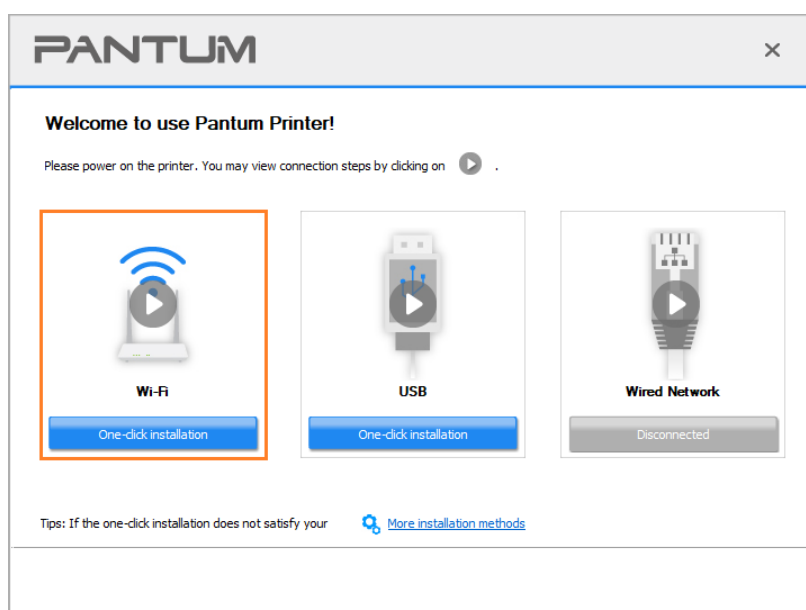 PANTUM
Welcome to use Pantum Printer!
Please power on the printer. You may view connection steps by clicking on .
Wi-Fi
USB
Wired Network
One-click installation
One-click installation
Disconnected
Tips: If the one-click installation does not satisfy your
More installation methods